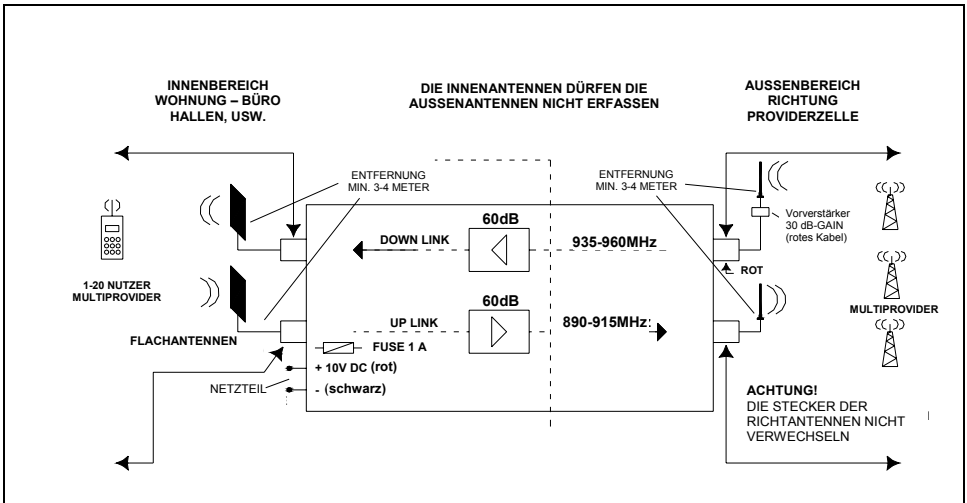 INNENBEREICH
WOHNUNG – BÜRO
HALLEN, USW.
DIE INNENANTENNEN DÜRFEN DIE
AUSSENANTENNEN NICHT ERFASSEN
AUSSENBEREICH
RICHTUNG
PROVIDERZELLE
ENTFERNUNG
MIN. 3-4 METER
ENTFERNUNG
MIN. 3-4 METER
60dB
DOWN LINK
935-960MHz
Vorverstärker
30 dB-GAIN
(rotes Kabel)
ROT
1-20 NUTZER
MULTIPROVIDER
60dB
UP LINK
890-915MHz
MULTIPROVIDER
FLACHANTENNEN
FUSE 1 A
+ 10V DC (rot)
NETZTEIL
- (schwarz)
ACHTUNG!
DIE STECKER DER
RICHTANTENNEN NICHT
VERWECHSELN